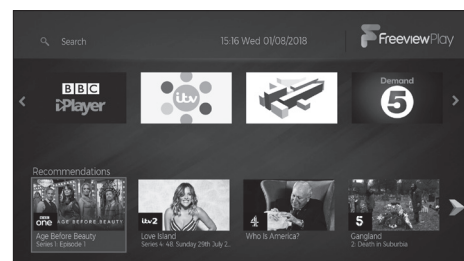 Search
15:16 Wed 01/08/2018
FreeviewPlay
BBC
iPlayer
itv
4
Demand
5
Recommendations
BBC
one
AGE BEFORE BEAUTY
itv2
4
5
Age Before Beauty
Series 1: Episode 1
Love Island
Series 4: 48. Sunday 29th July 2...
Who Is America?
Gangland
2: Death in Suburbia